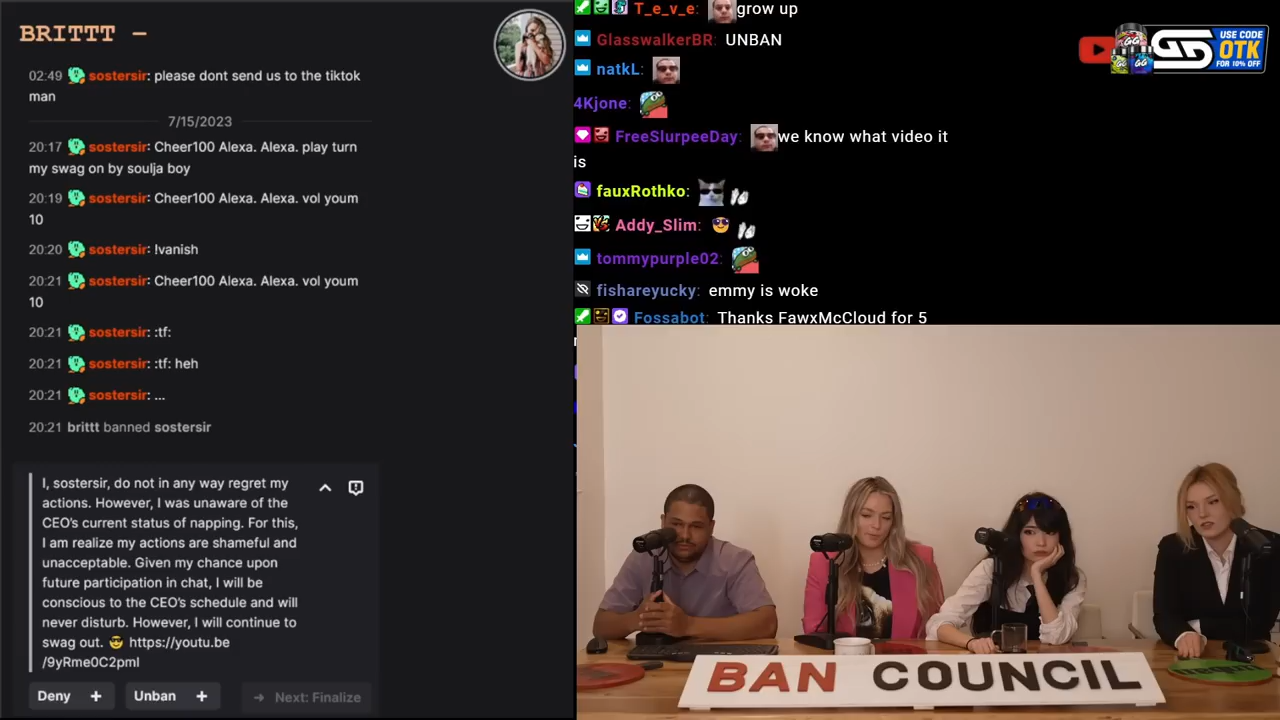 BRITTT –
02:49 sostersir: please dont send us to the tiktok
man
7/15/2023
20:17 sostersir: Cheer100 Alexa. Alexa. play turn
my swag on by soulja boy
20:19 sostersir: Cheer100 Alexa. Alexa. vol youm
10
20:20 sostersir: !vanish
20:21 sostersir: Cheer100 Alexa. Alexa. vol youm
10
20:21 sostersir: :tf:
20:21 sostersir: :tf: heh
20:21 sostersir: ...
20:21 brittt banned sostersir
I, sostersir, do not in any way regret my
actions. However, I was unaware of the
CEO's current status of napping. For this,
I am realize my actions are shameful and
unacceptable. Given my chance upon
future participation in chat, I will be
conscious to the CEO's schedule and will
never disturb. However, I will continue to
swag out. 😎 https://youtu.be
/9yRme0C2pmI
Deny +
Unban +
→ Next: Finalize
T_e_v_e: grow up
GlasswalkerBR: UNBAN
natkL:
4Kjone:
FreeSlurpeeDay: we know what video it
is
fauxRothko:
Addy_Slim:
tommypurple02:
fishareyucky: emmy is woke
Fossabot: Thanks FawxMcCloud for 5
GG
USE CODE
OTK
FOR 10% OFF
BAN COUNCIL